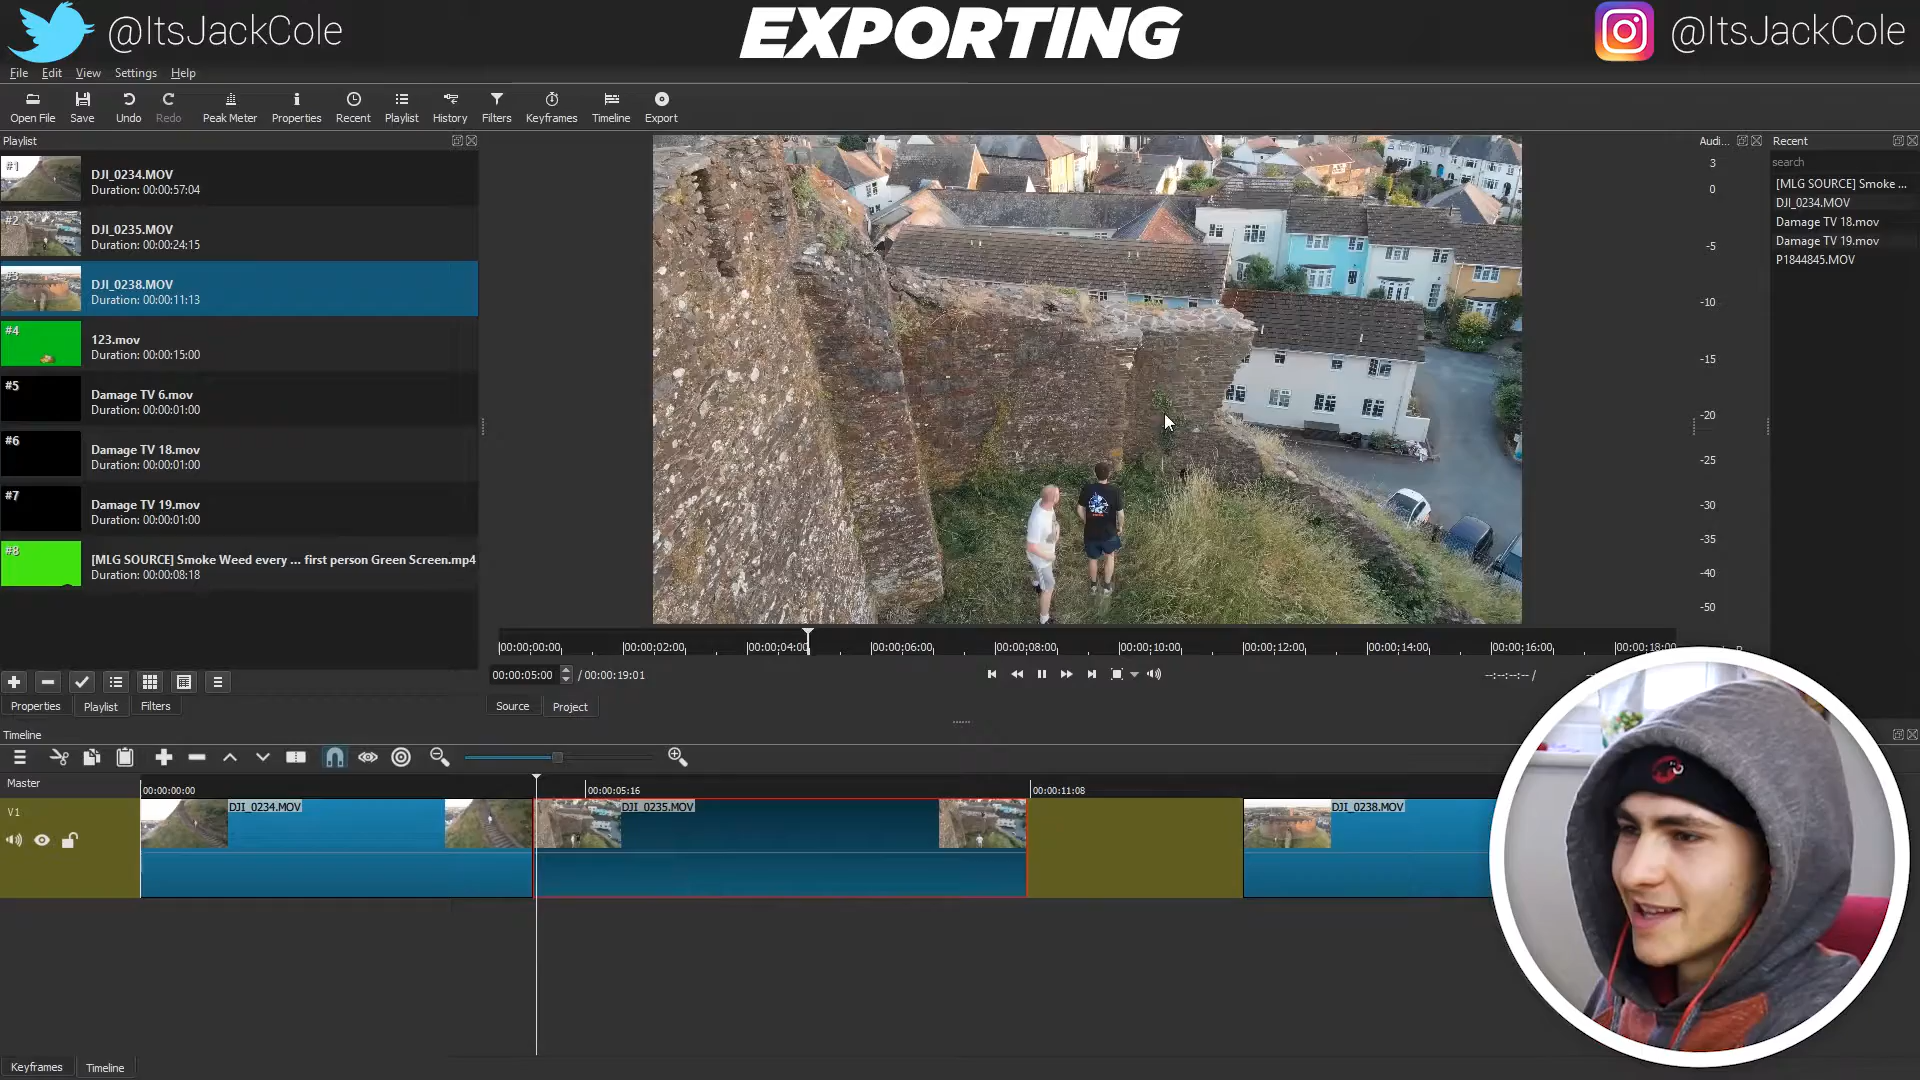 @ItsJackCole
EXPORTING
@ItsJackCole
File Edit View Settings Help
Open File Save Undo Redo Peak Meter Properties Recent Playlist History Filters Keyframes Timeline Export
Playlist
#1
DJI_0234.MOV
Duration: 00:00:57:04
#2
DJI_0235.MOV
Duration: 00:00:24:15
#3
DJI_0238.MOV
Duration: 00:00:11:13
#4
123.mov
Duration: 00:00:15:00
#5
Damage TV 6.mov
Duration: 00:00:01:00
#6
Damage TV 18.mov
Duration: 00:00:01:00
#7
Damage TV 19.mov
Duration: 00:00:01:00
#8
[MLG SOURCE] Smoke Weed every ... first person Green Screen.mp4
Duration: 00:00:08:18
Properties Playlist Filters
00:00:00:00 00:00:02:00 00:00:04:00 00:00:06:00 00:00:08:00 00:00:10:00 00:00:12:00 00:00:14:00 00:00:16:00 00:00:18:00
00:00:05:00 / 00:00:19:01
--:--:--:-- /
Source Project
Audi...
3
0
-5
-10
-15
-20
-25
-30
-35
-40
-50
Recent
search
[MLG SOURCE] Smoke ...
DJI_0234.MOV
Damage TV 18.mov
Damage TV 19.mov
P1844845.MOV
Timeline
Master
00:00:00:00 00:00:05:16 00:00:11:08
V1
DJI_0234.MOV DJI_0235.MOV DJI_0238.MOV
Keyframes Timeline